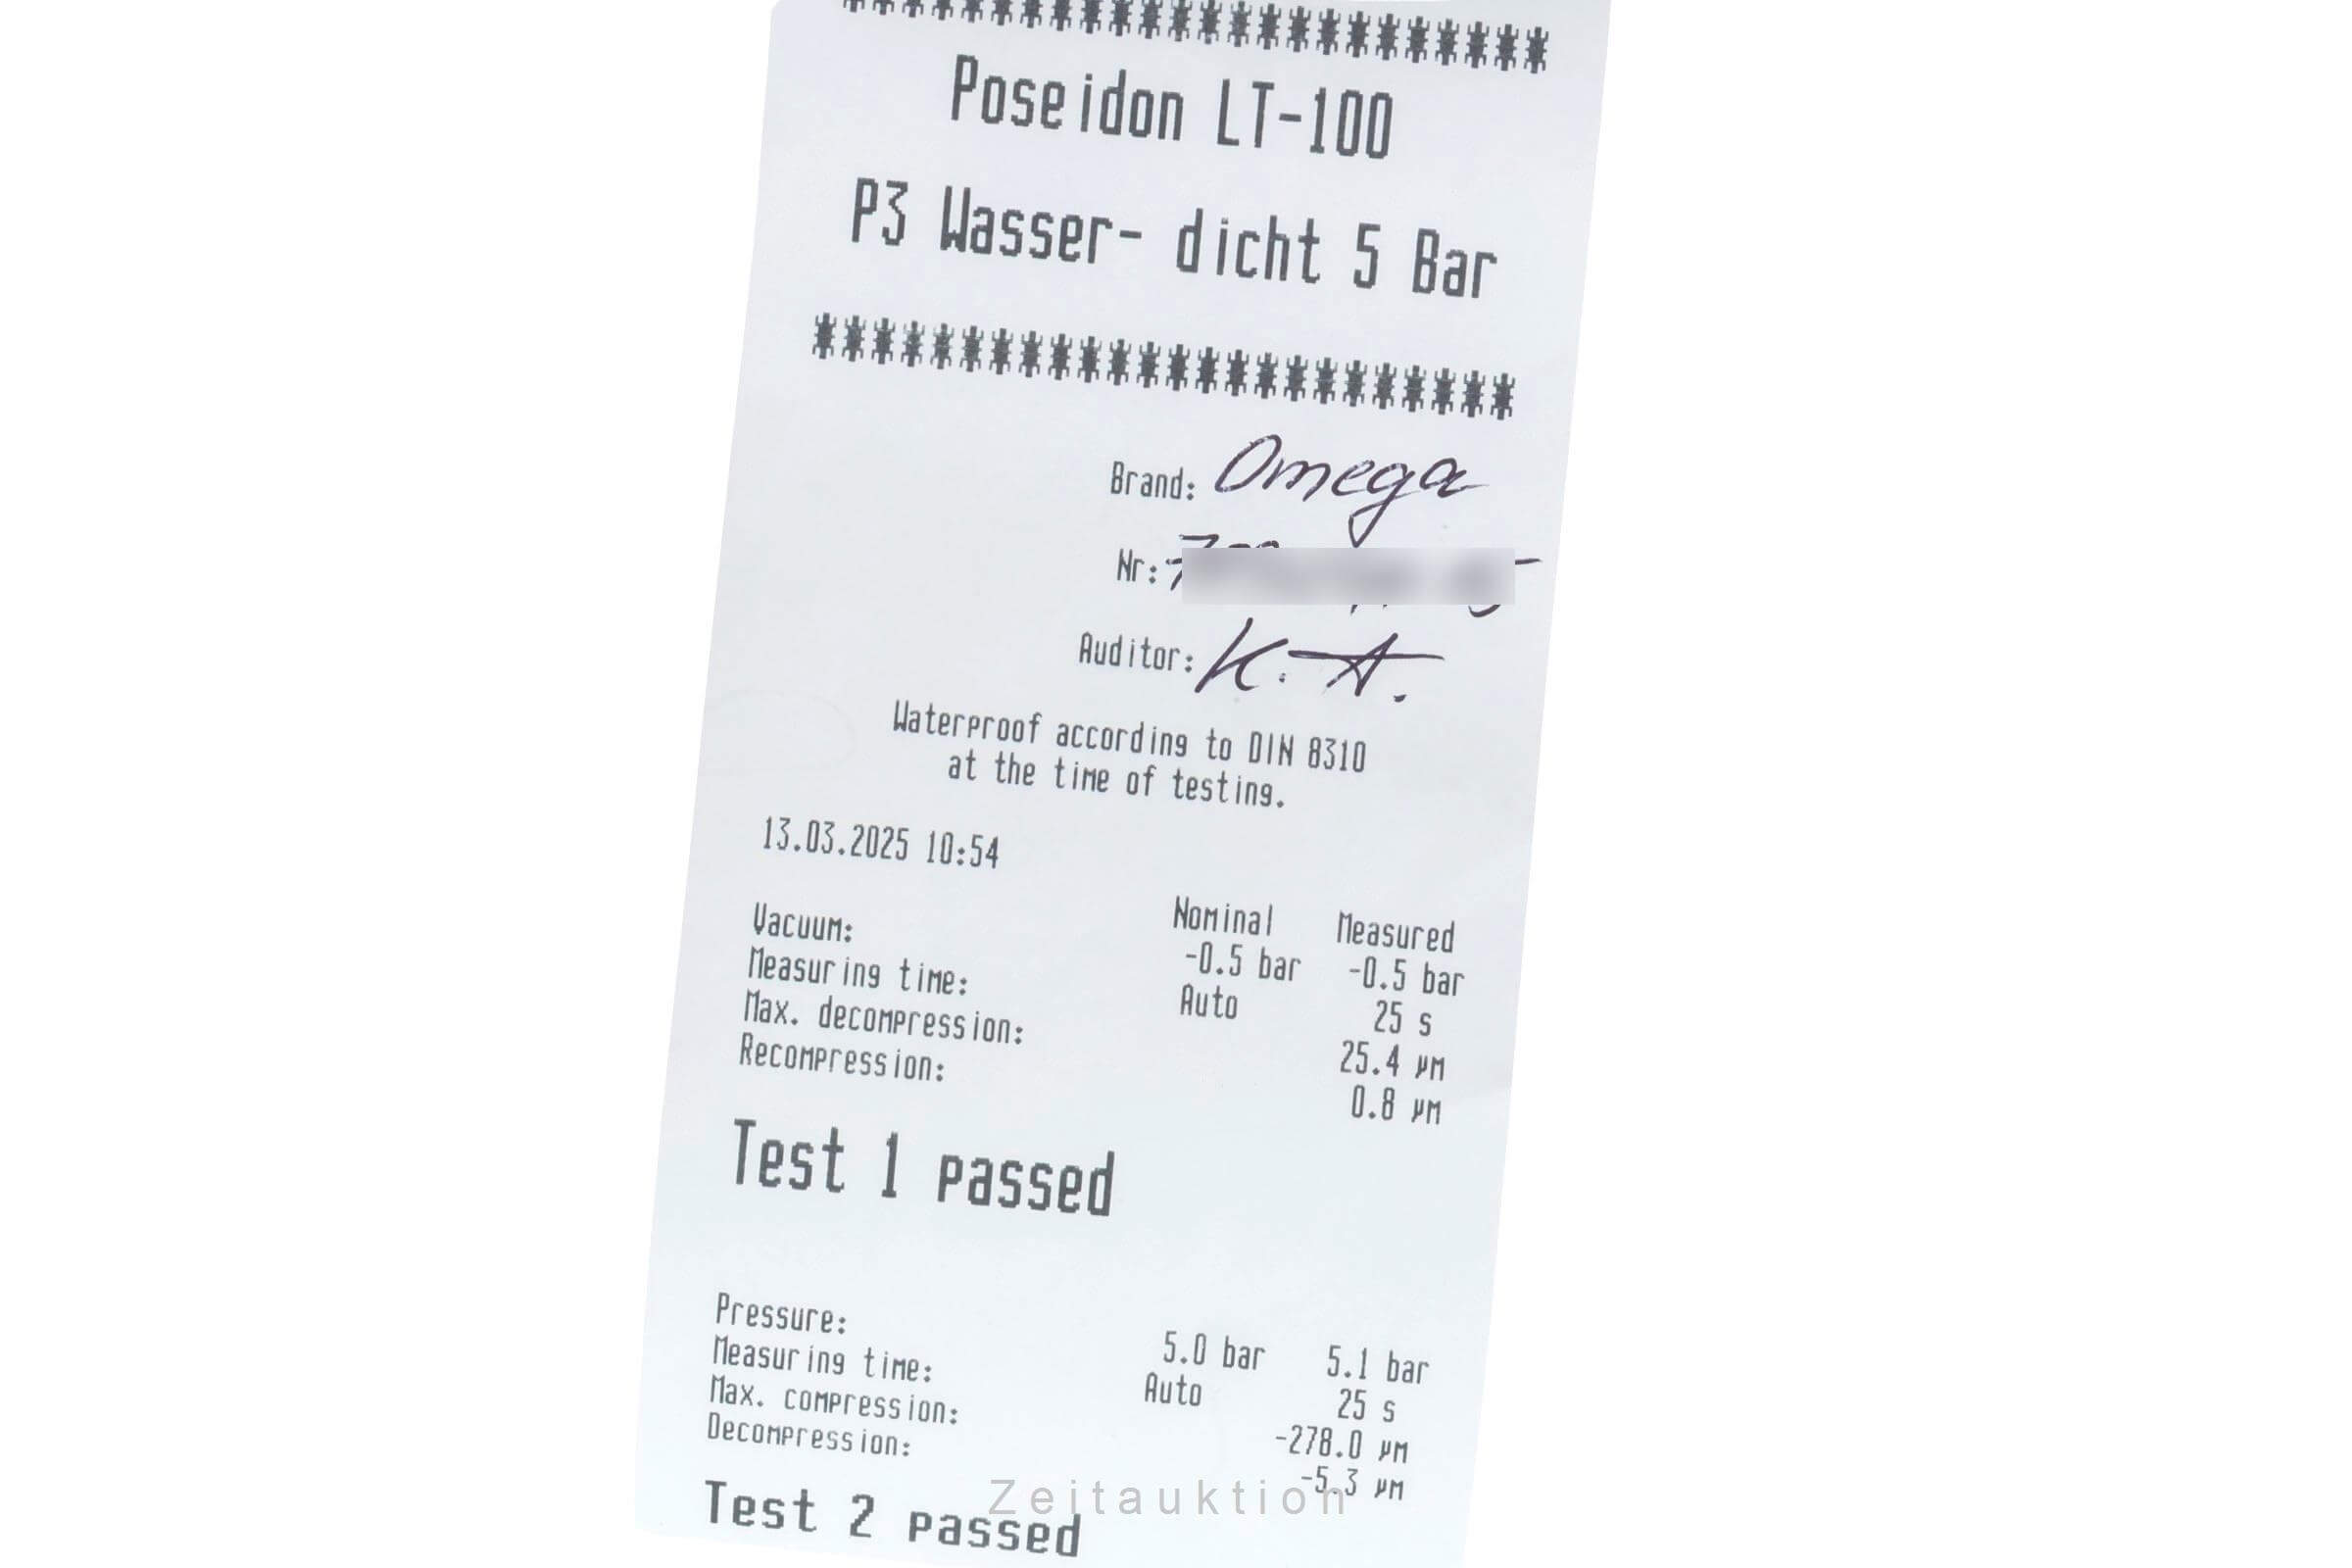 ***********************
Poseidon LT-100
P3 Wasser- dicht 5 Bar
************************
Brand: Omega
Nr:
Auditor: K. A.
Waterproof according to DIN 8310
at the time of testing.
13.03.2025 10:54
Nominal Measured
Vacuum: -0.5 bar -0.5 bar
Measuring time: Auto 25 s
Max. decompression: 25.4 µm
Recompression: 0.8 µm
Test 1 passed
Pressure: 5.0 bar 5.1 bar
Measuring time: Auto 25 s
Max. compression: -278.0 µm
Decompression: -5.3 µm
Test 2 passed
Zeitauktion